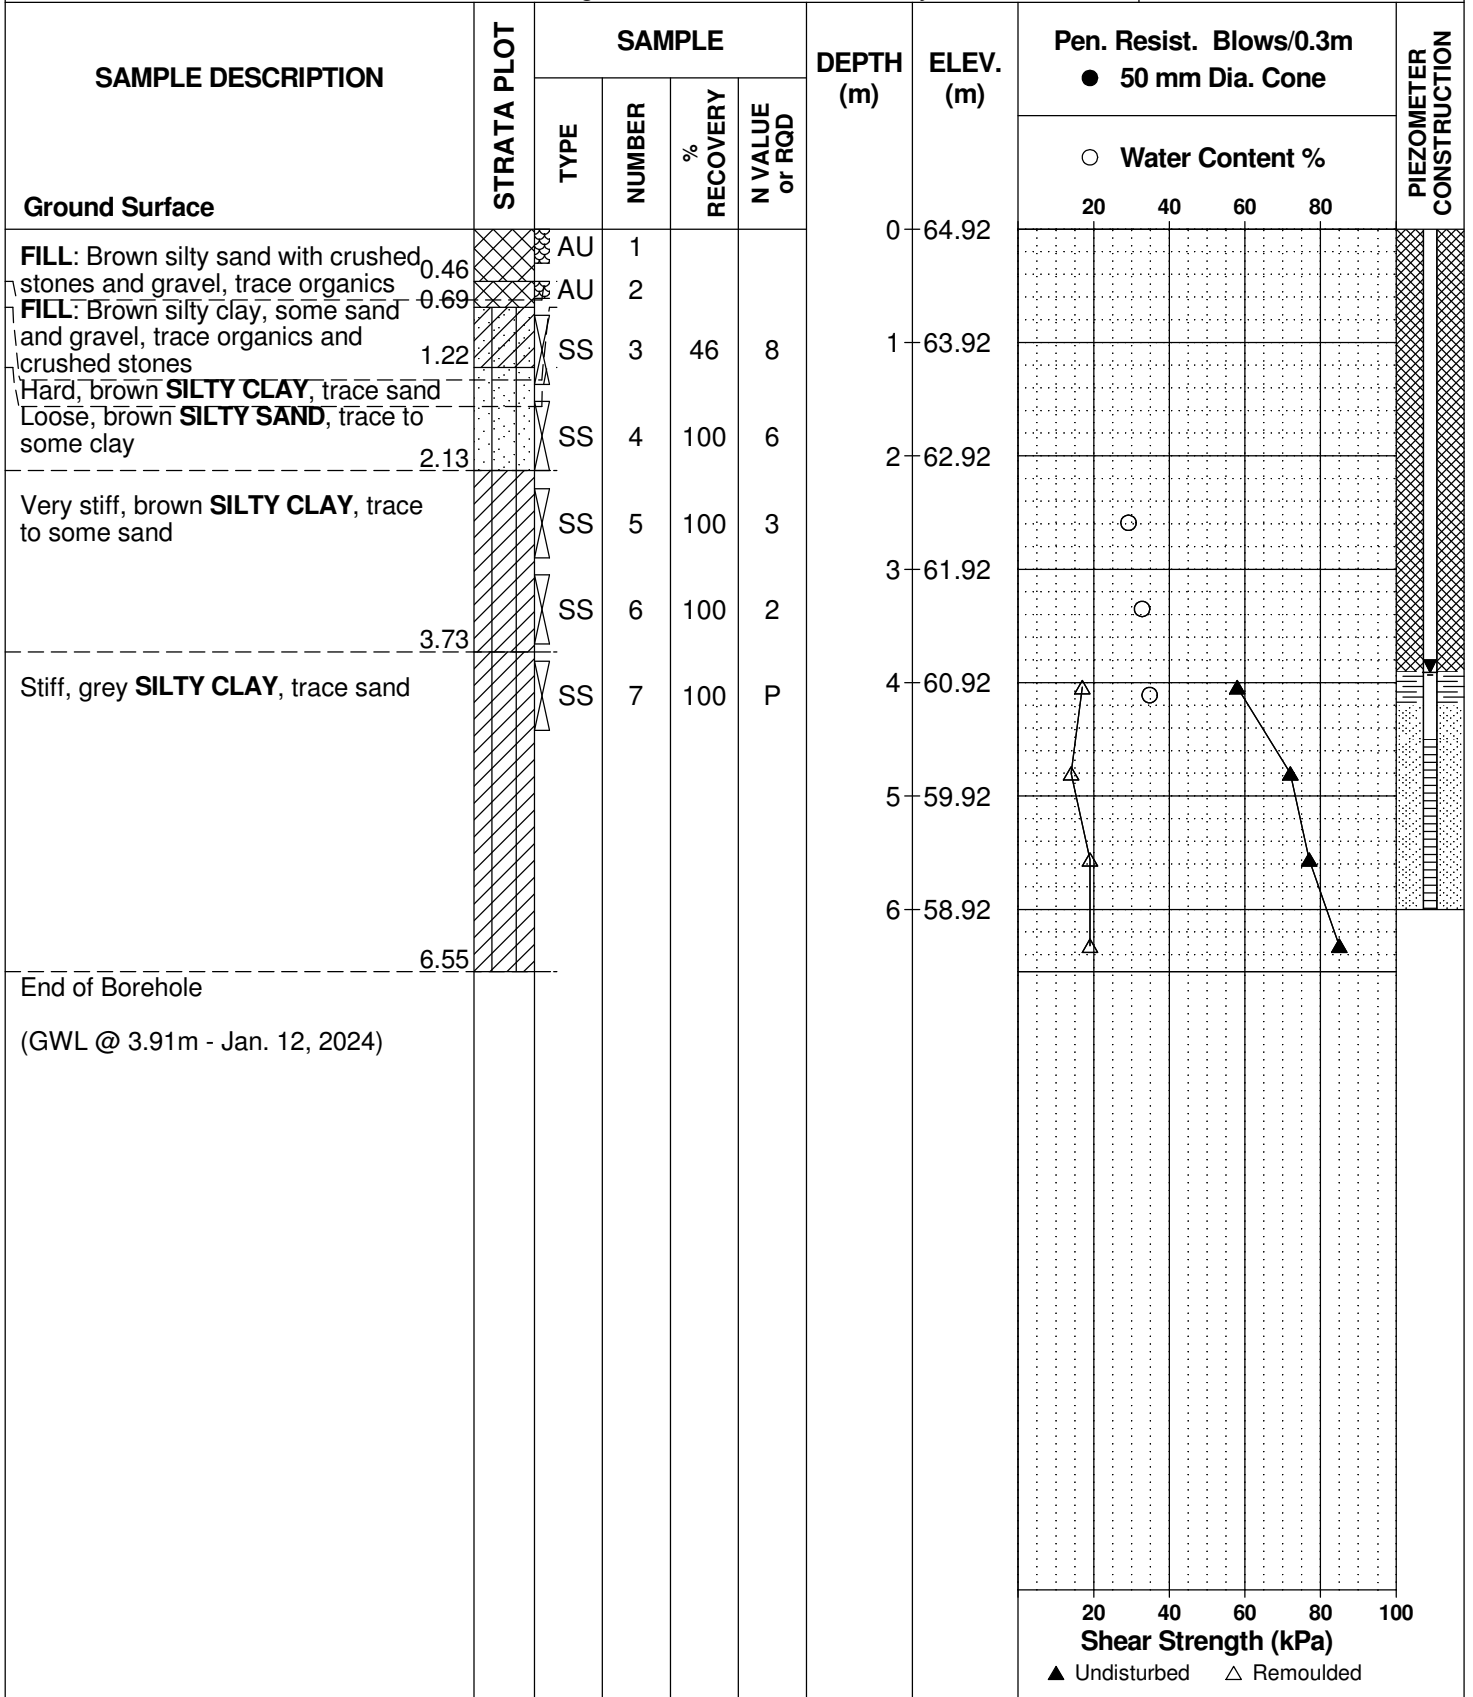 SAMPLE DESCRIPTION
Ground Surface
STRATA PLOT
SAMPLE
TYPE
NUMBER
%
RECOVERY
N VALUE
or RQD
DEPTH
(m)
ELEV.
(m)
Pen. Resist. Blows/0.3m
● 50 mm Dia. Cone
○ Water Content %
20 40 60 80
PIEZOMETER
CONSTRUCTION
0 64.92
FILL: Brown silty sand with crushed
stones and gravel, trace organics
0.46
AU 1
FILL: Brown silty clay, some sand
and gravel, trace organics and
crushed stones
0.69
AU 2
Hard, brown SILTY CLAY, trace sand
1.22
SS 3 46 8
1 63.92
Loose, brown SILTY SAND, trace to
some clay
2.13
SS 4 100 6
2 62.92
Very stiff, brown SILTY CLAY, trace
to some sand
SS 5 100 3
3 61.92
SS 6 100 2
3.73
Stiff, grey SILTY CLAY, trace sand
SS 7 100 P
4 60.92
5 59.92
6 58.92
6.55
End of Borehole
(GWL @ 3.91m - Jan. 12, 2024)
20 40 60 80 100
Shear Strength (kPa)
▲ Undisturbed △ Remoulded